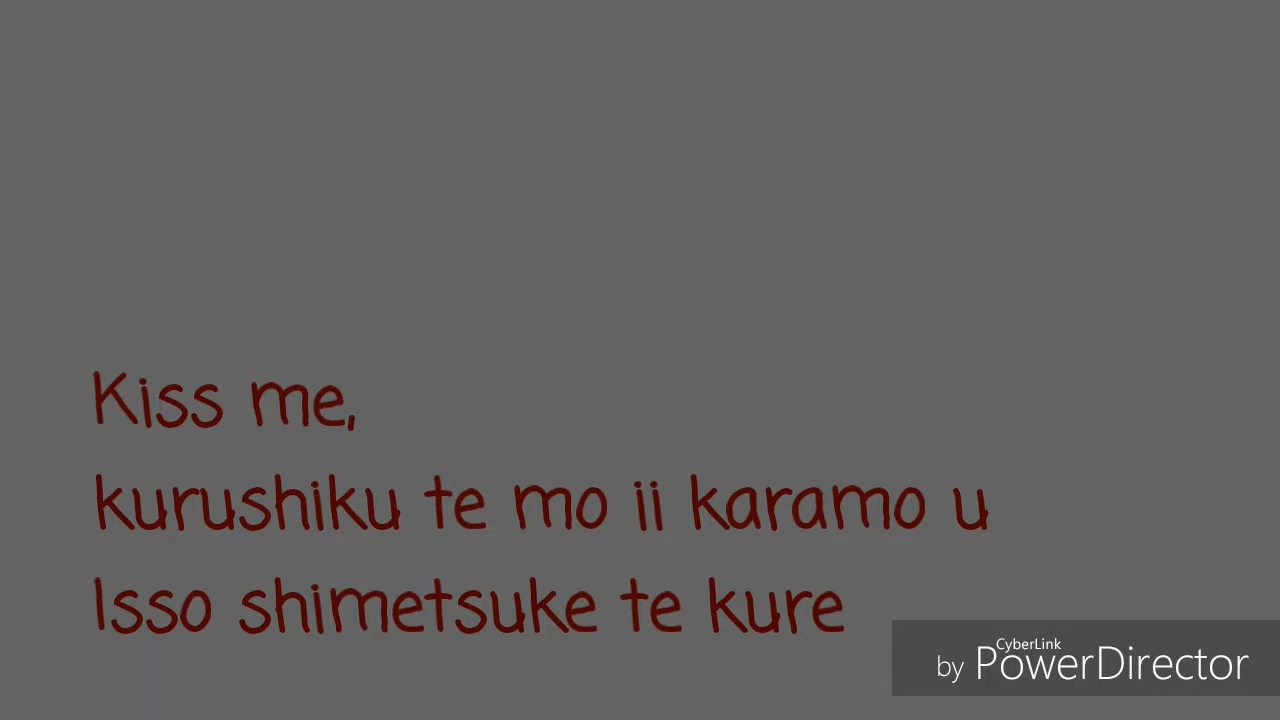 Kiss me,
kurushiku te mo ii karamo u
Isso shimetsuke te kure
by CyberLink PowerDirector